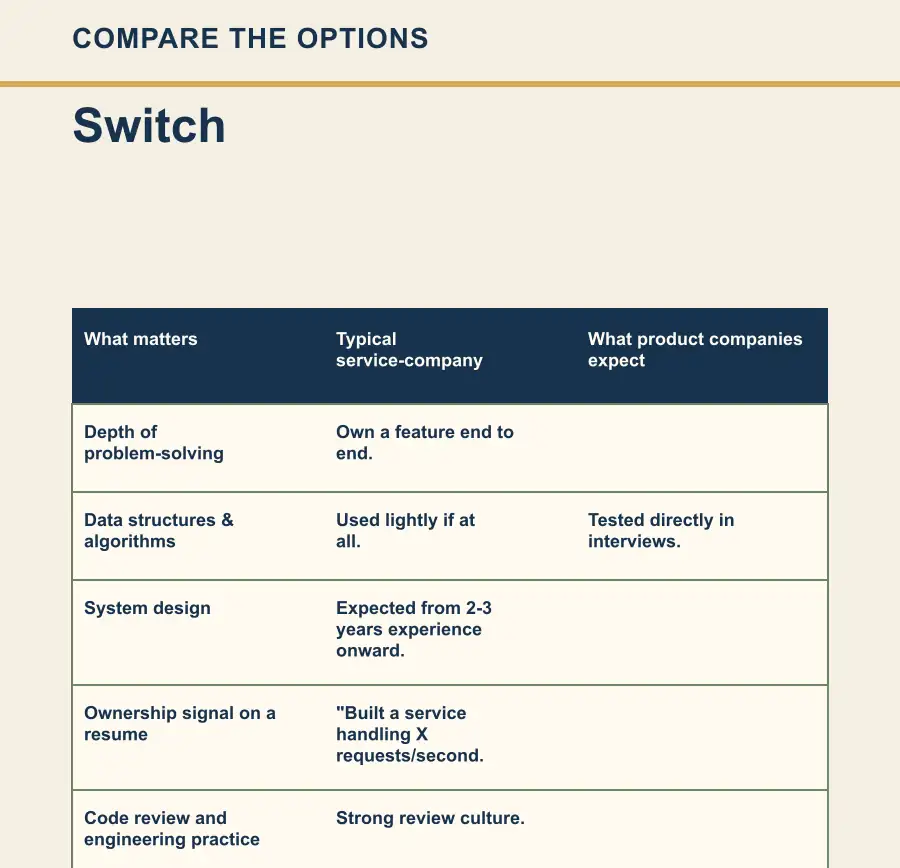 COMPARE THE OPTIONS
Switch
What matters
Typical
service-company
What product companies
expect
Depth of
problem-solving
Own a feature end to
end.
Data structures &
algorithms
Used lightly if at
all.
Tested directly in
interviews.
System design
Expected from 2-3
years experience
onward.
Ownership signal on a
resume
"Built a service
handling X
requests/second.
Code review and
engineering practice
Strong review culture.